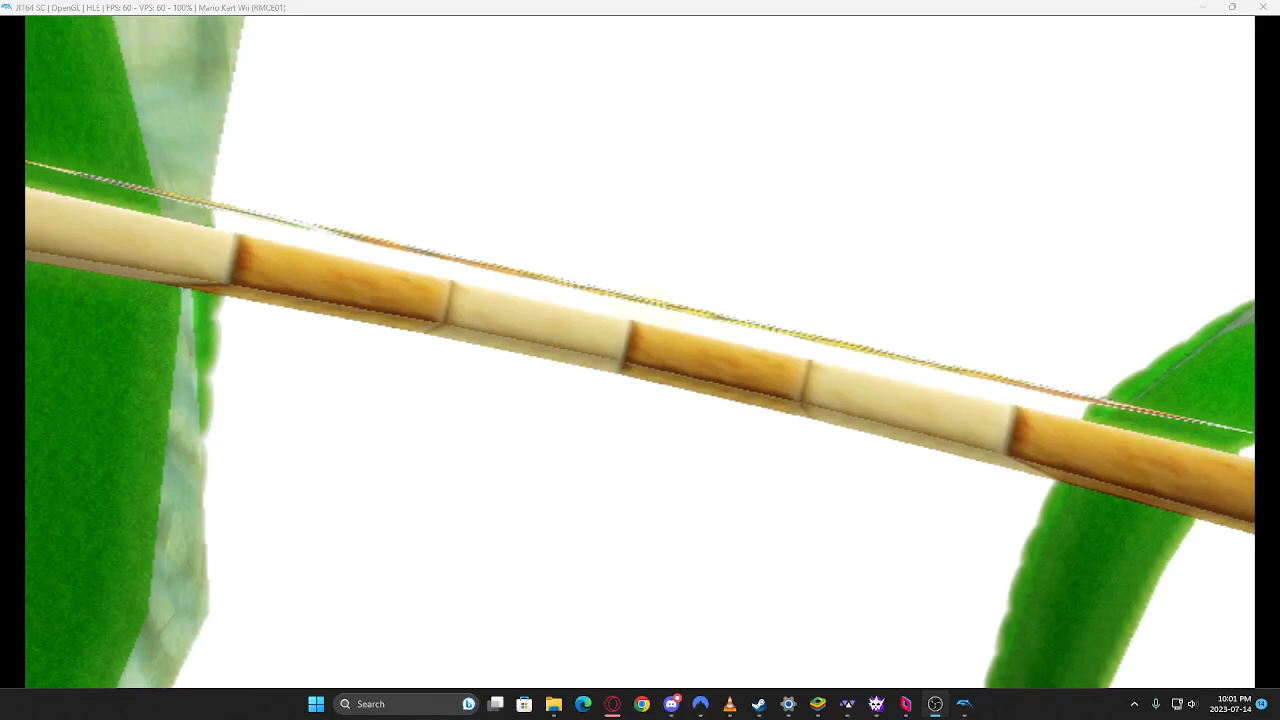 JIT64 SC | OpenGL | HLE | FPS: 60 - VPS: 60 - 100% | Mario Kart Wii (RMCE01)
Search
10:01 PM
2023-07-14